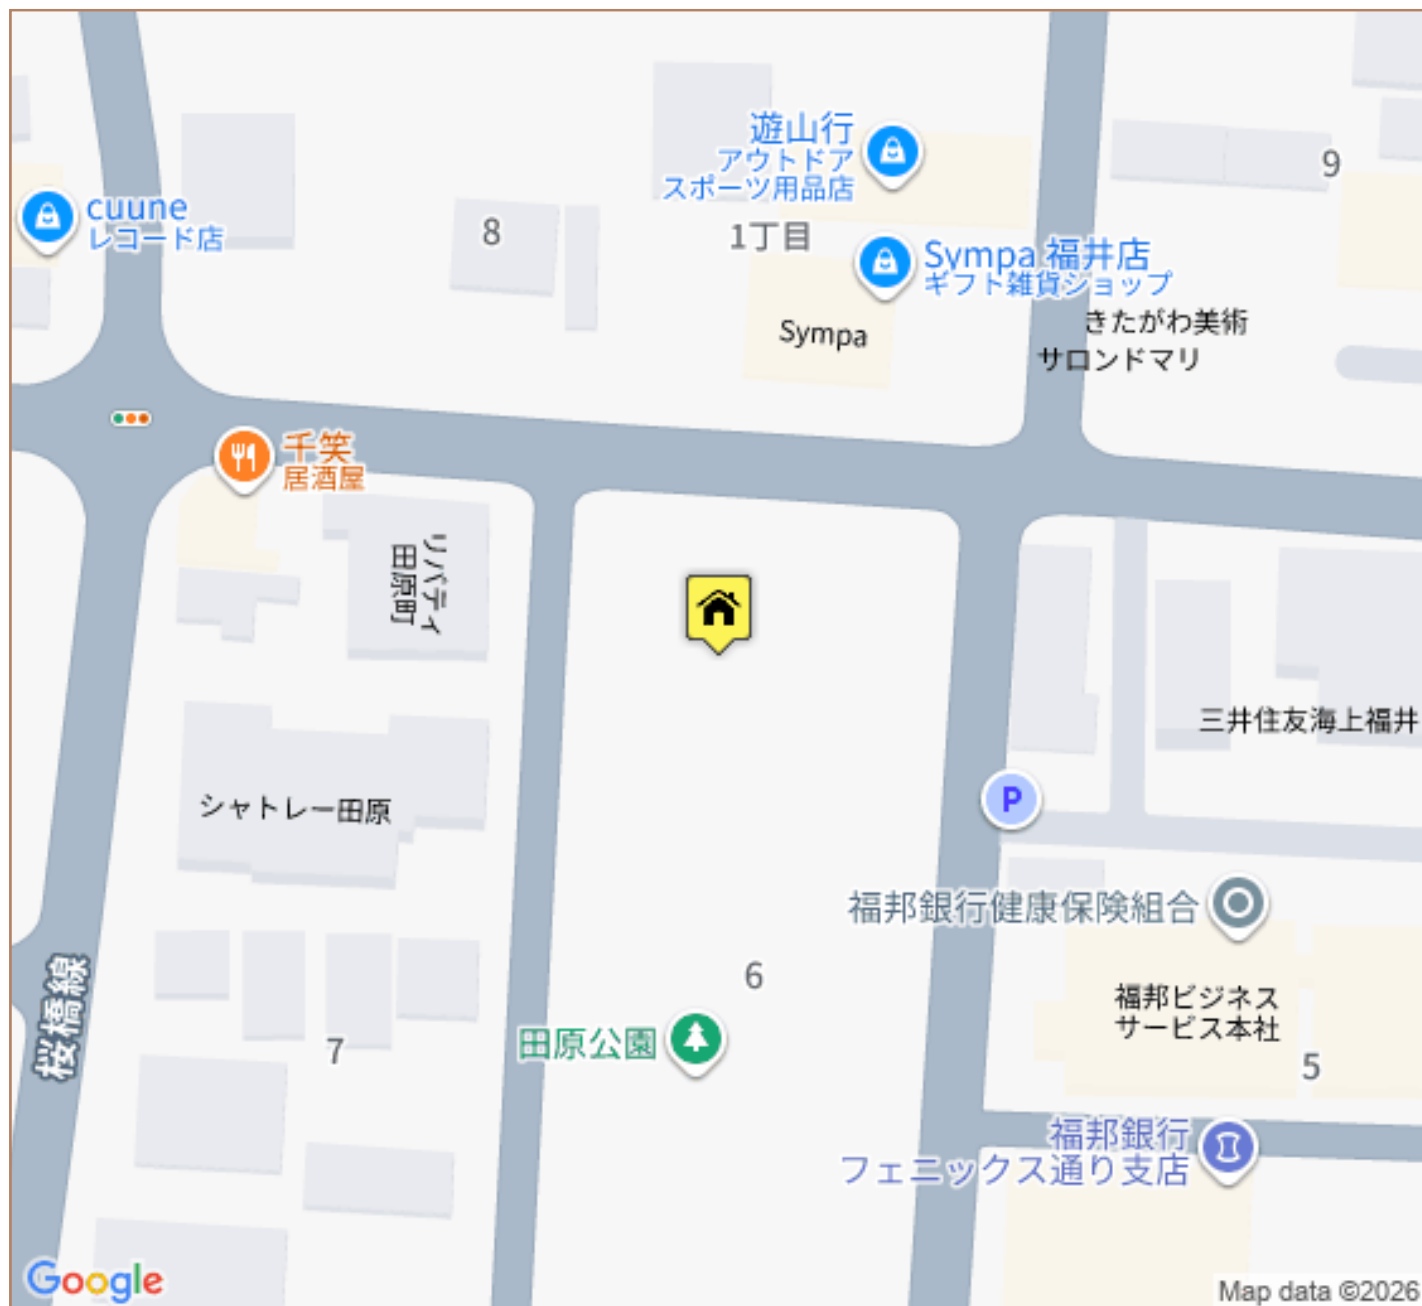 遊山行
アウトドア
スポーツ用品店
9
cuune
レコード店
8
1丁目
Sympa 福井店
ギフト雑貨ショップ
きたがわ美術
Sympa
サロンドマリ
千笑
居酒屋
リバティ
田原町
三井住友海上福井
P
シャトレー田原
福邦銀行健康保険組合
桜橋線
6
福邦ビジネス
サービス本社
田原公園
7
5
福邦銀行
フェニックス通り支店
Google
Map data ©2026